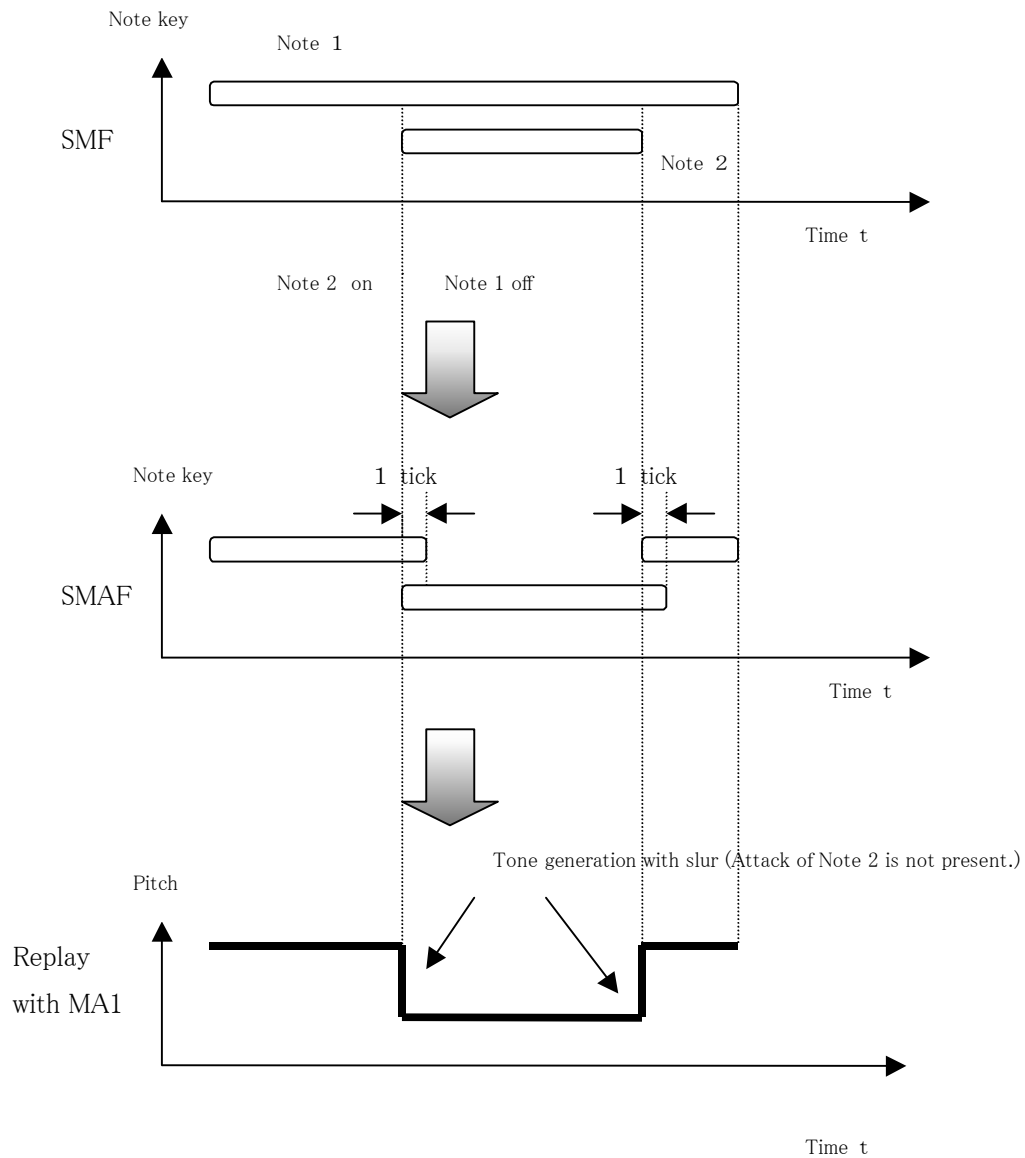 Note key
Note 1
SMF
Note 2
Time t
Note 2 on Note 1 off
Note key
1 tick 1 tick
SMAF
Time t
Tone generation with slur (Attack of Note 2 is not present.)
Pitch
Replay
with MA1
Time t